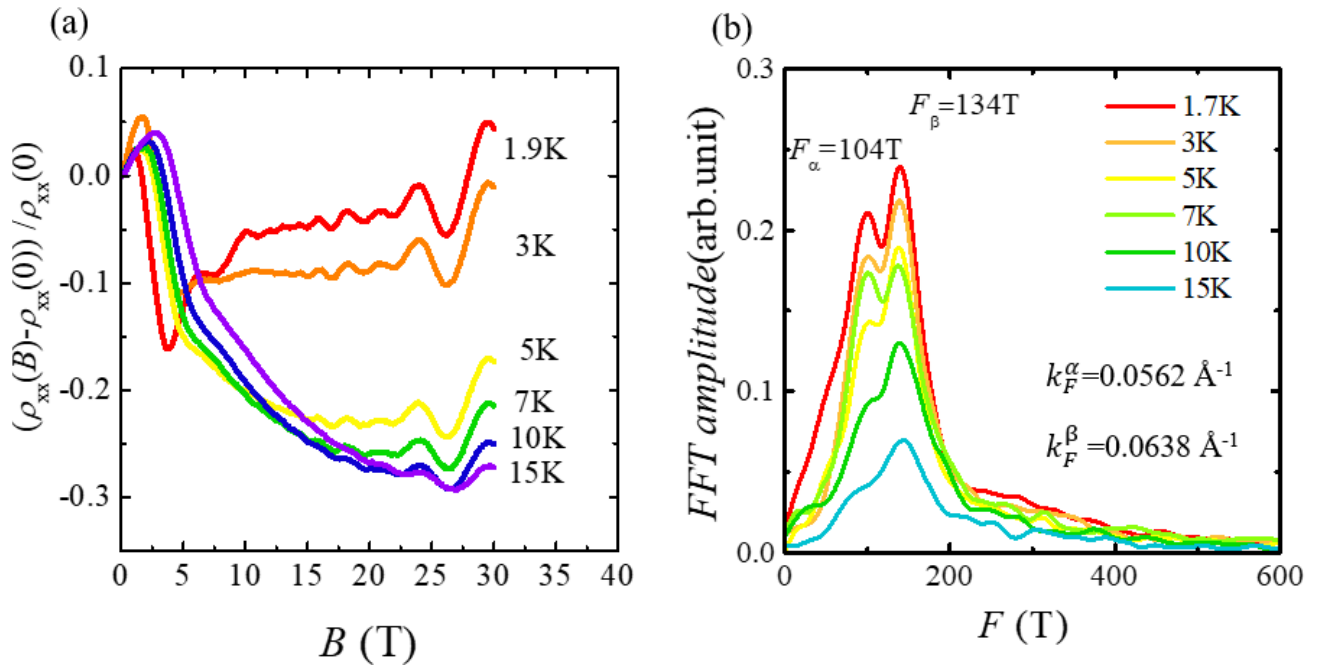 (a)
(ρxx(B)-ρxx(0)) /ρxx(0)
0.1
0.0
-0.1
-0.2
-0.3
0 5 10 15 20 25 30 35 40
B (T)
1.9K
3K
5K
7K
10K
15K
(b)
FFT amplitude(arb.unit)
0.3
0.2
0.1
0.0
0 200 400 600
F (T)
Fβ=134T
Fα=104T
1.7K
3K
5K
7K
10K
15K
kFα=0.0562 Å-1
kFβ=0.0638 Å-1